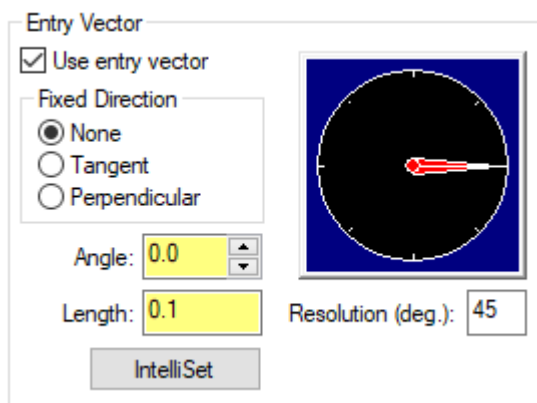 Entry Vector
Use entry vector
Fixed Direction
None
Tangent
Perpendicular
Angle: 0.0
Length: 0.1
Resolution (deg.): 45
IntelliSet